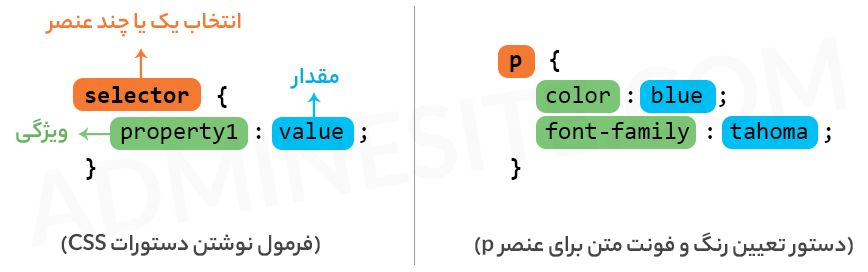 انتخاب یک یا چند عنصر
مقدار
selector {
ویژگی
property1 : value ;
}
(فرمول نوشتن دستورات CSS)
p {
color : blue ;
font-family : tahoma ;
}
(دستور تعیین رنگ و فونت متن برای عنصر p)
ADMINESITE.COM